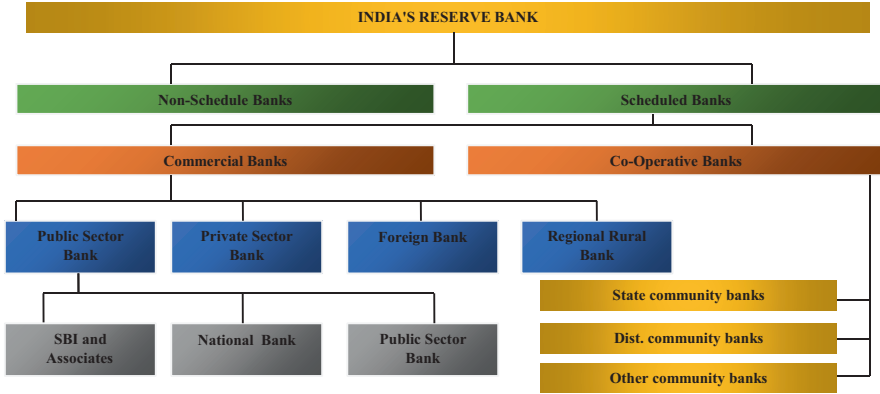 INDIA'S RESERVE BANK
Non-Schedule Banks
Scheduled Banks
Commercial Banks
Co-Operative Banks
Public Sector
Bank
Private Sector
Bank
Foreign Bank
Regional Rural
Bank
State community banks
SBI and
Associates
National Bank
Public Sector
Bank
Dist. community banks
Other community banks